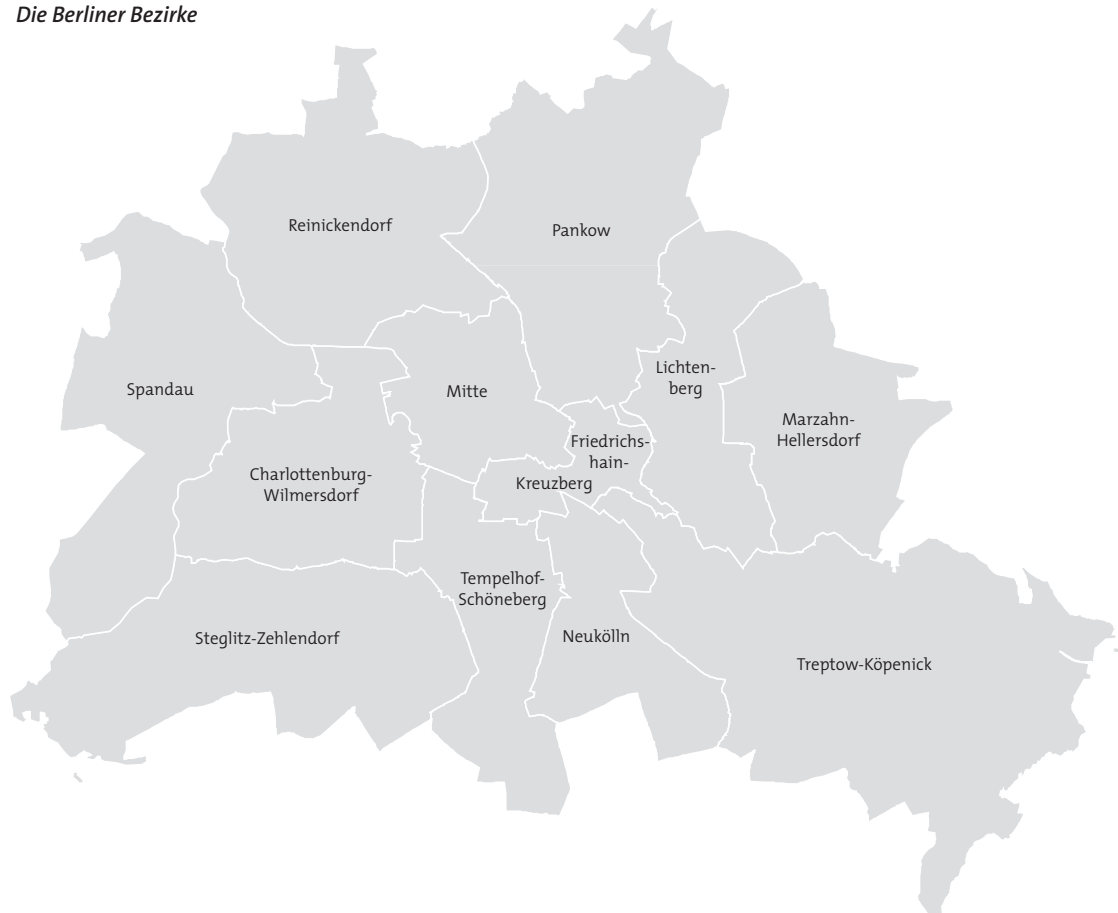 Die Berliner Bezirke
Reinickendorf
Pankow
Spandau
Mitte
Lichten-
berg
Marzahn-
Hellersdorf
Friedrichs-
hain-
Kreuzberg
Charlottenburg-
Wilmersdorf
Tempelhof-
Schöneberg
Steglitz-Zehlendorf
Neukölln
Treptow-Köpenick